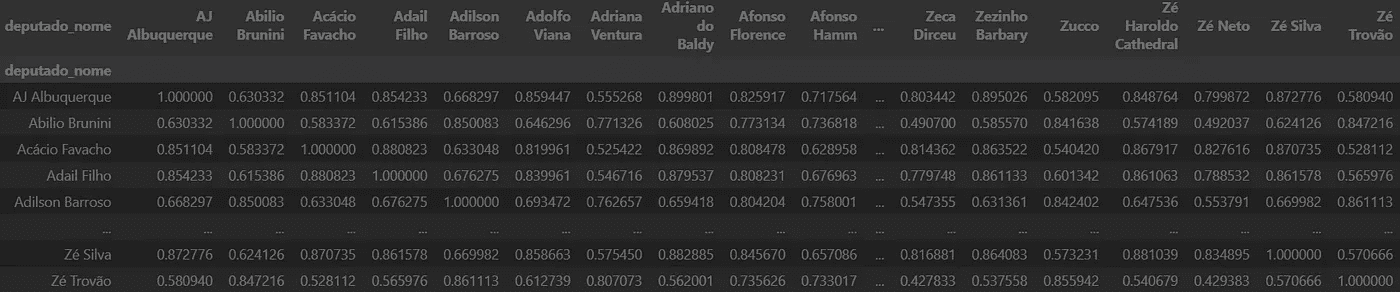 deputado_nome AJ Albuquerque Abilio Brunini Acácio Favacho Adail Filho Adilson Barroso Adolfo Viana Adriana Ventura Adriano do Baldy Afonso Florence Afonso Hamm ... Zeca Dirceu Zezinho Barbary Zucco Zé Haroldo Cathedral Zé Neto Zé Silva Zé Trovão
deputado_nome
AJ Albuquerque 1.000000 0.630332 0.851104 0.854233 0.668297 0.859447 0.555268 0.899801 0.825917 0.717564 ... 0.803442 0.895026 0.582095 0.848764 0.799872 0.872776 0.580940
Abilio Brunini 0.630332 1.000000 0.583372 0.615386 0.850083 0.646296 0.771326 0.608025 0.773134 0.736818 ... 0.490700 0.585570 0.841638 0.574189 0.492037 0.624126 0.847216
Acácio Favacho 0.851104 0.583372 1.000000 0.880823 0.633048 0.819961 0.525422 0.869892 0.808478 0.628958 ... 0.814362 0.863522 0.540420 0.867917 0.827616 0.870735 0.528112
Adail Filho 0.854233 0.615386 0.880823 1.000000 0.676275 0.839961 0.546716 0.879537 0.808231 0.676963 ... 0.779748 0.861133 0.601342 0.861063 0.788532 0.861578 0.565976
Adilson Barroso 0.668297 0.850083 0.633048 0.676275 1.000000 0.693472 0.762657 0.659418 0.804204 0.758001 ... 0.547355 0.631361 0.842402 0.647536 0.553791 0.669982 0.861113
... ... ... ... ... ... ... ... ... ... ... ... ... ... ... ... ... ... ...
Zé Silva 0.872776 0.624126 0.870735 0.861578 0.669982 0.858663 0.575450 0.882885 0.845670 0.657086 ... 0.816881 0.864083 0.573231 0.881039 0.834895 1.000000 0.570666
Zé Trovão 0.580940 0.847216 0.528112 0.565976 0.861113 0.612739 0.807073 0.562001 0.735626 0.733017 ... 0.427833 0.537558 0.855942 0.540679 0.429383 0.570666 1.000000